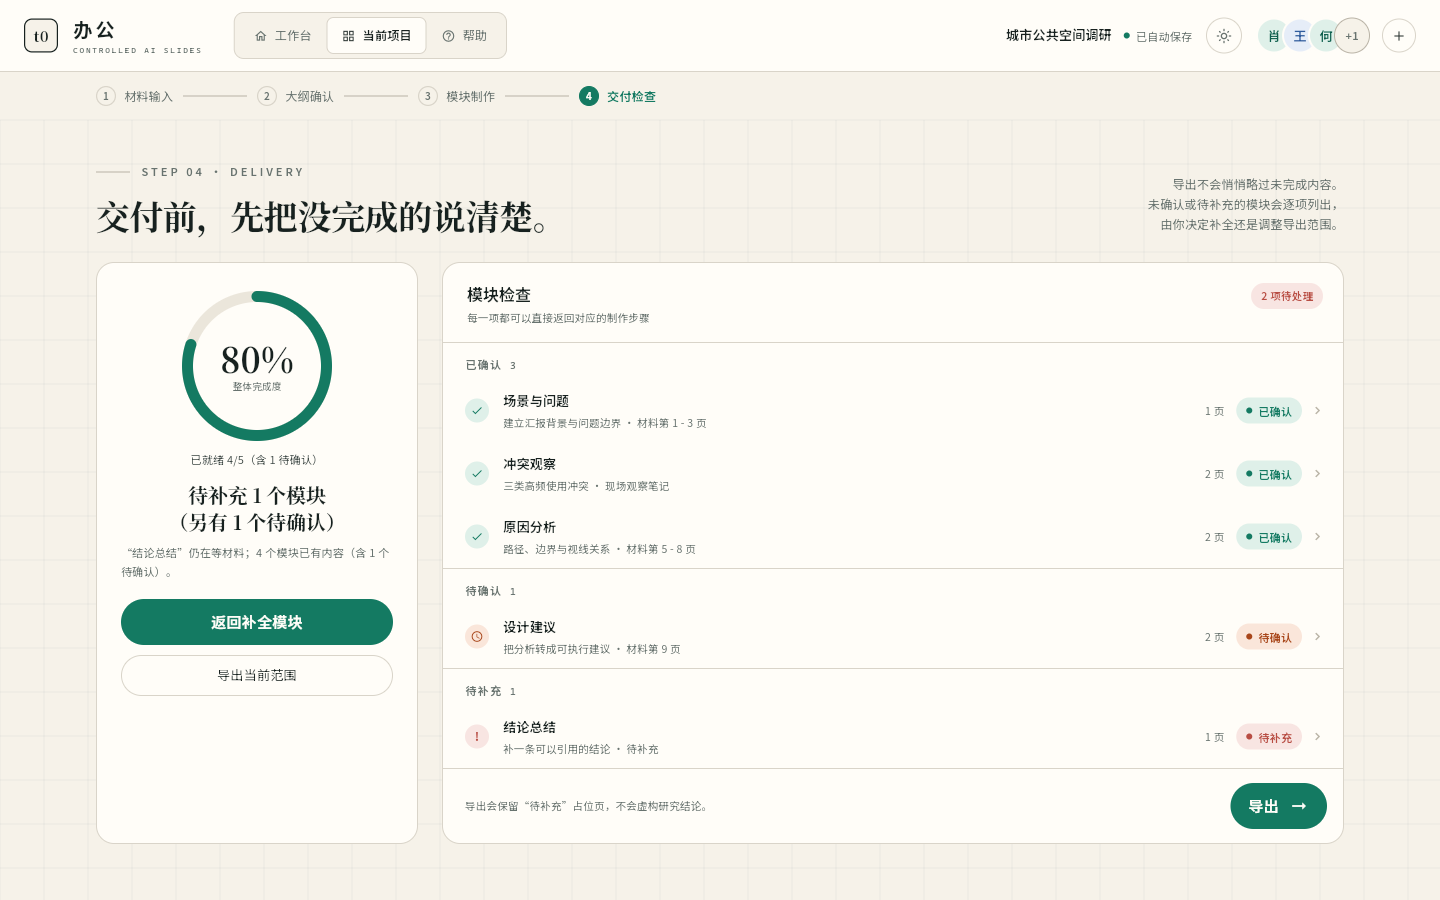 t0
办公
CONTROLLED AI SLIDES
工作台
当前项目
帮助
城市公共空间调研
已自动保存
肖
王
何
+1
1 材料输入
2 大纲确认
3 模块制作
4 交付检查
STEP 04 · DELIVERY
交付前，先把没完成的说清楚。
导出不会悄悄略过未完成内容。
未确认或待补充的模块会逐项列出，
由你决定补全还是调整导出范围。
80%
整体完成度
已就绪 4/5（含 1 待确认）
待补充 1 个模块
（另有 1 个待确认）
“结论总结”仍在等材料；4 个模块已有内容（含 1 个
待确认）。
返回补全模块
导出当前范围
模块检查
每一项都可以直接返回对应的制作步骤
2 项待处理
已确认 3
场景与问题
建立汇报背景与问题边界 · 材料第 1 - 3 页
1 页
已确认
冲突观察
三类高频使用冲突 · 现场观察笔记
2 页
已确认
原因分析
路径、边界与视线关系 · 材料第 5 - 8 页
2 页
已确认
待确认 1
设计建议
把分析转成可执行建议 · 材料第 9 页
2 页
待确认
待补充 1
结论总结
补一条可以引用的结论 · 待补充
1 页
待补充
导出会保留“待补充”占位页，不会虚构研究结论。
导出 →